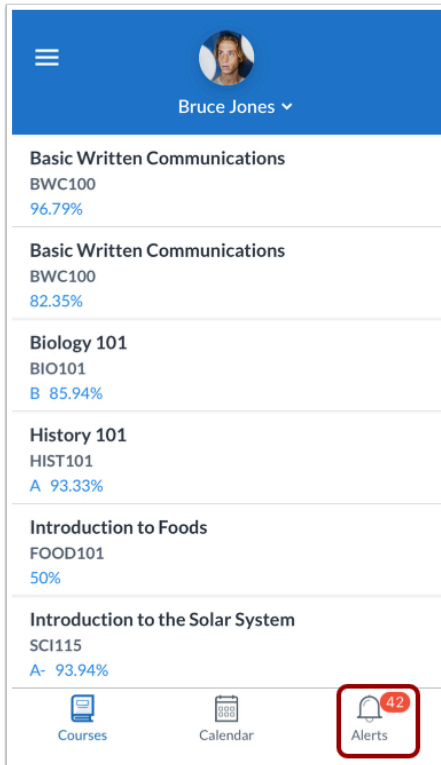 Bruce Jones
Basic Written Communications
BWC100
96.79%
Basic Written Communications
BWC100
82.35%
Biology 101
BIO101
B 85.94%
History 101
HIST101
A 93.33%
Introduction to Foods
FOOD101
50%
Introduction to the Solar System
SCI115
A- 93.94%
42
Courses Calendar Alerts